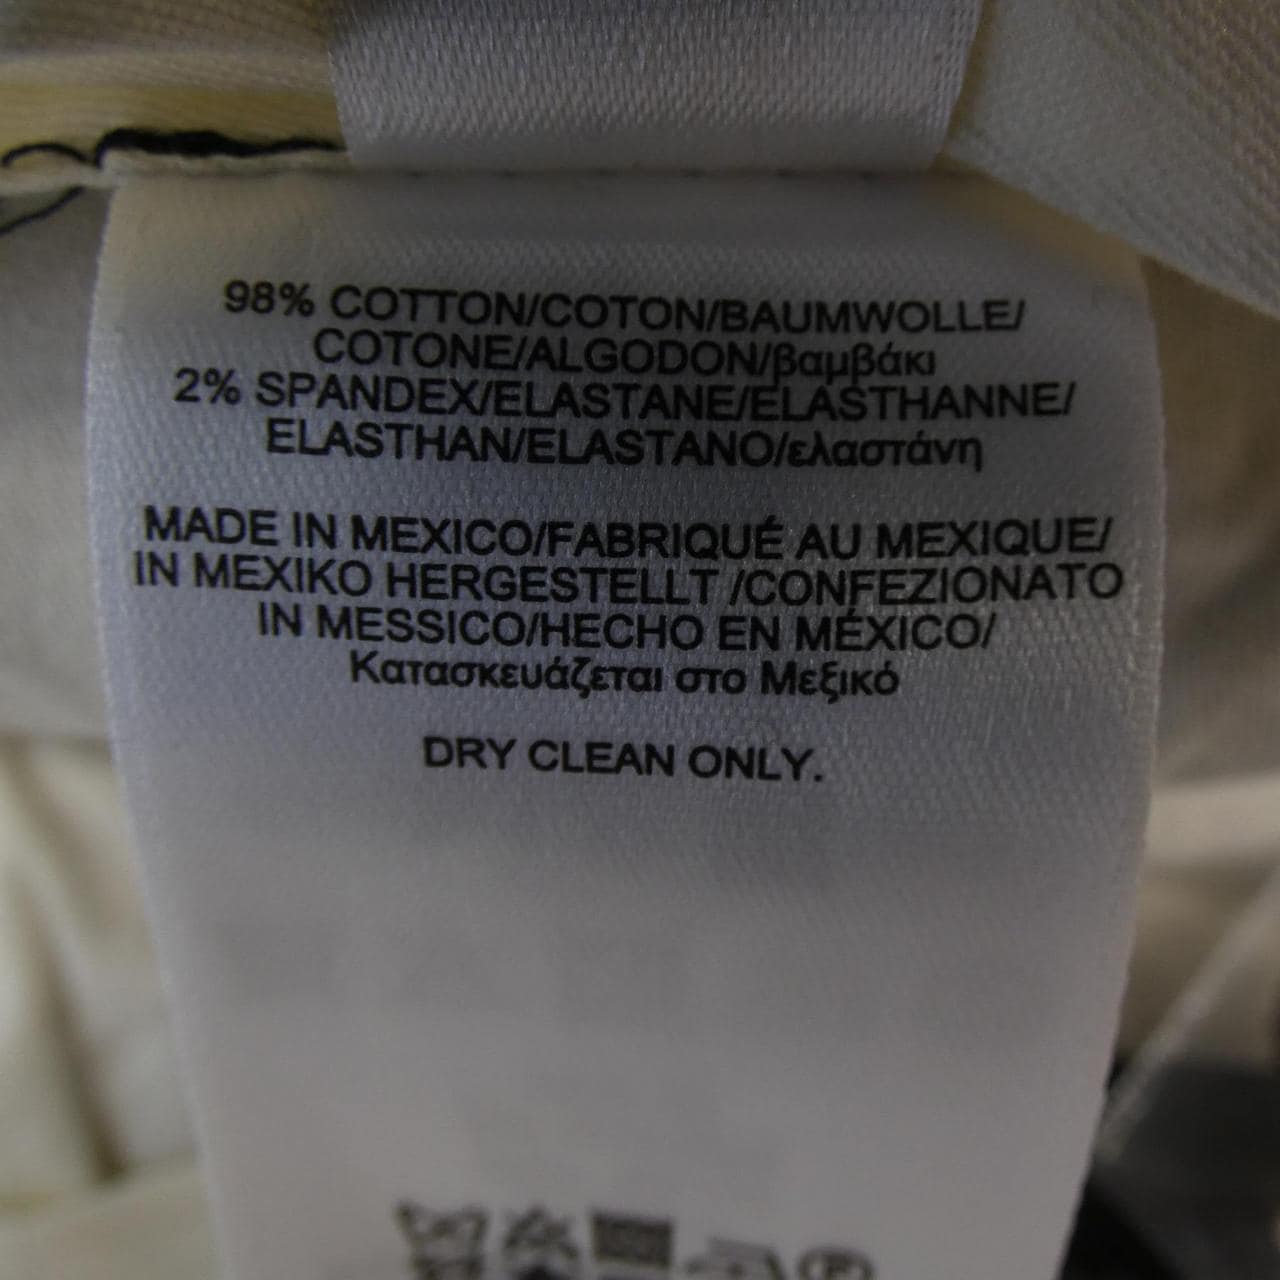 98% COTTON/COTON/BAUMWOLLE/
COTONE/ALGODON/βαμβάκι
2% SPANDEX/ELASTANE/ELASTHANNE/
ELASTHAN/ELASTANO/ελαστάνη
MADE IN MEXICO/FABRIQUÉ AU MEXIQUE/
IN MEXIKO HERGESTELLT /CONFEZIONATO
IN MESSICO/HECHO EN MÉXICO/
Κατασκευάζεται στο Μεξικό
DRY CLEAN ONLY.